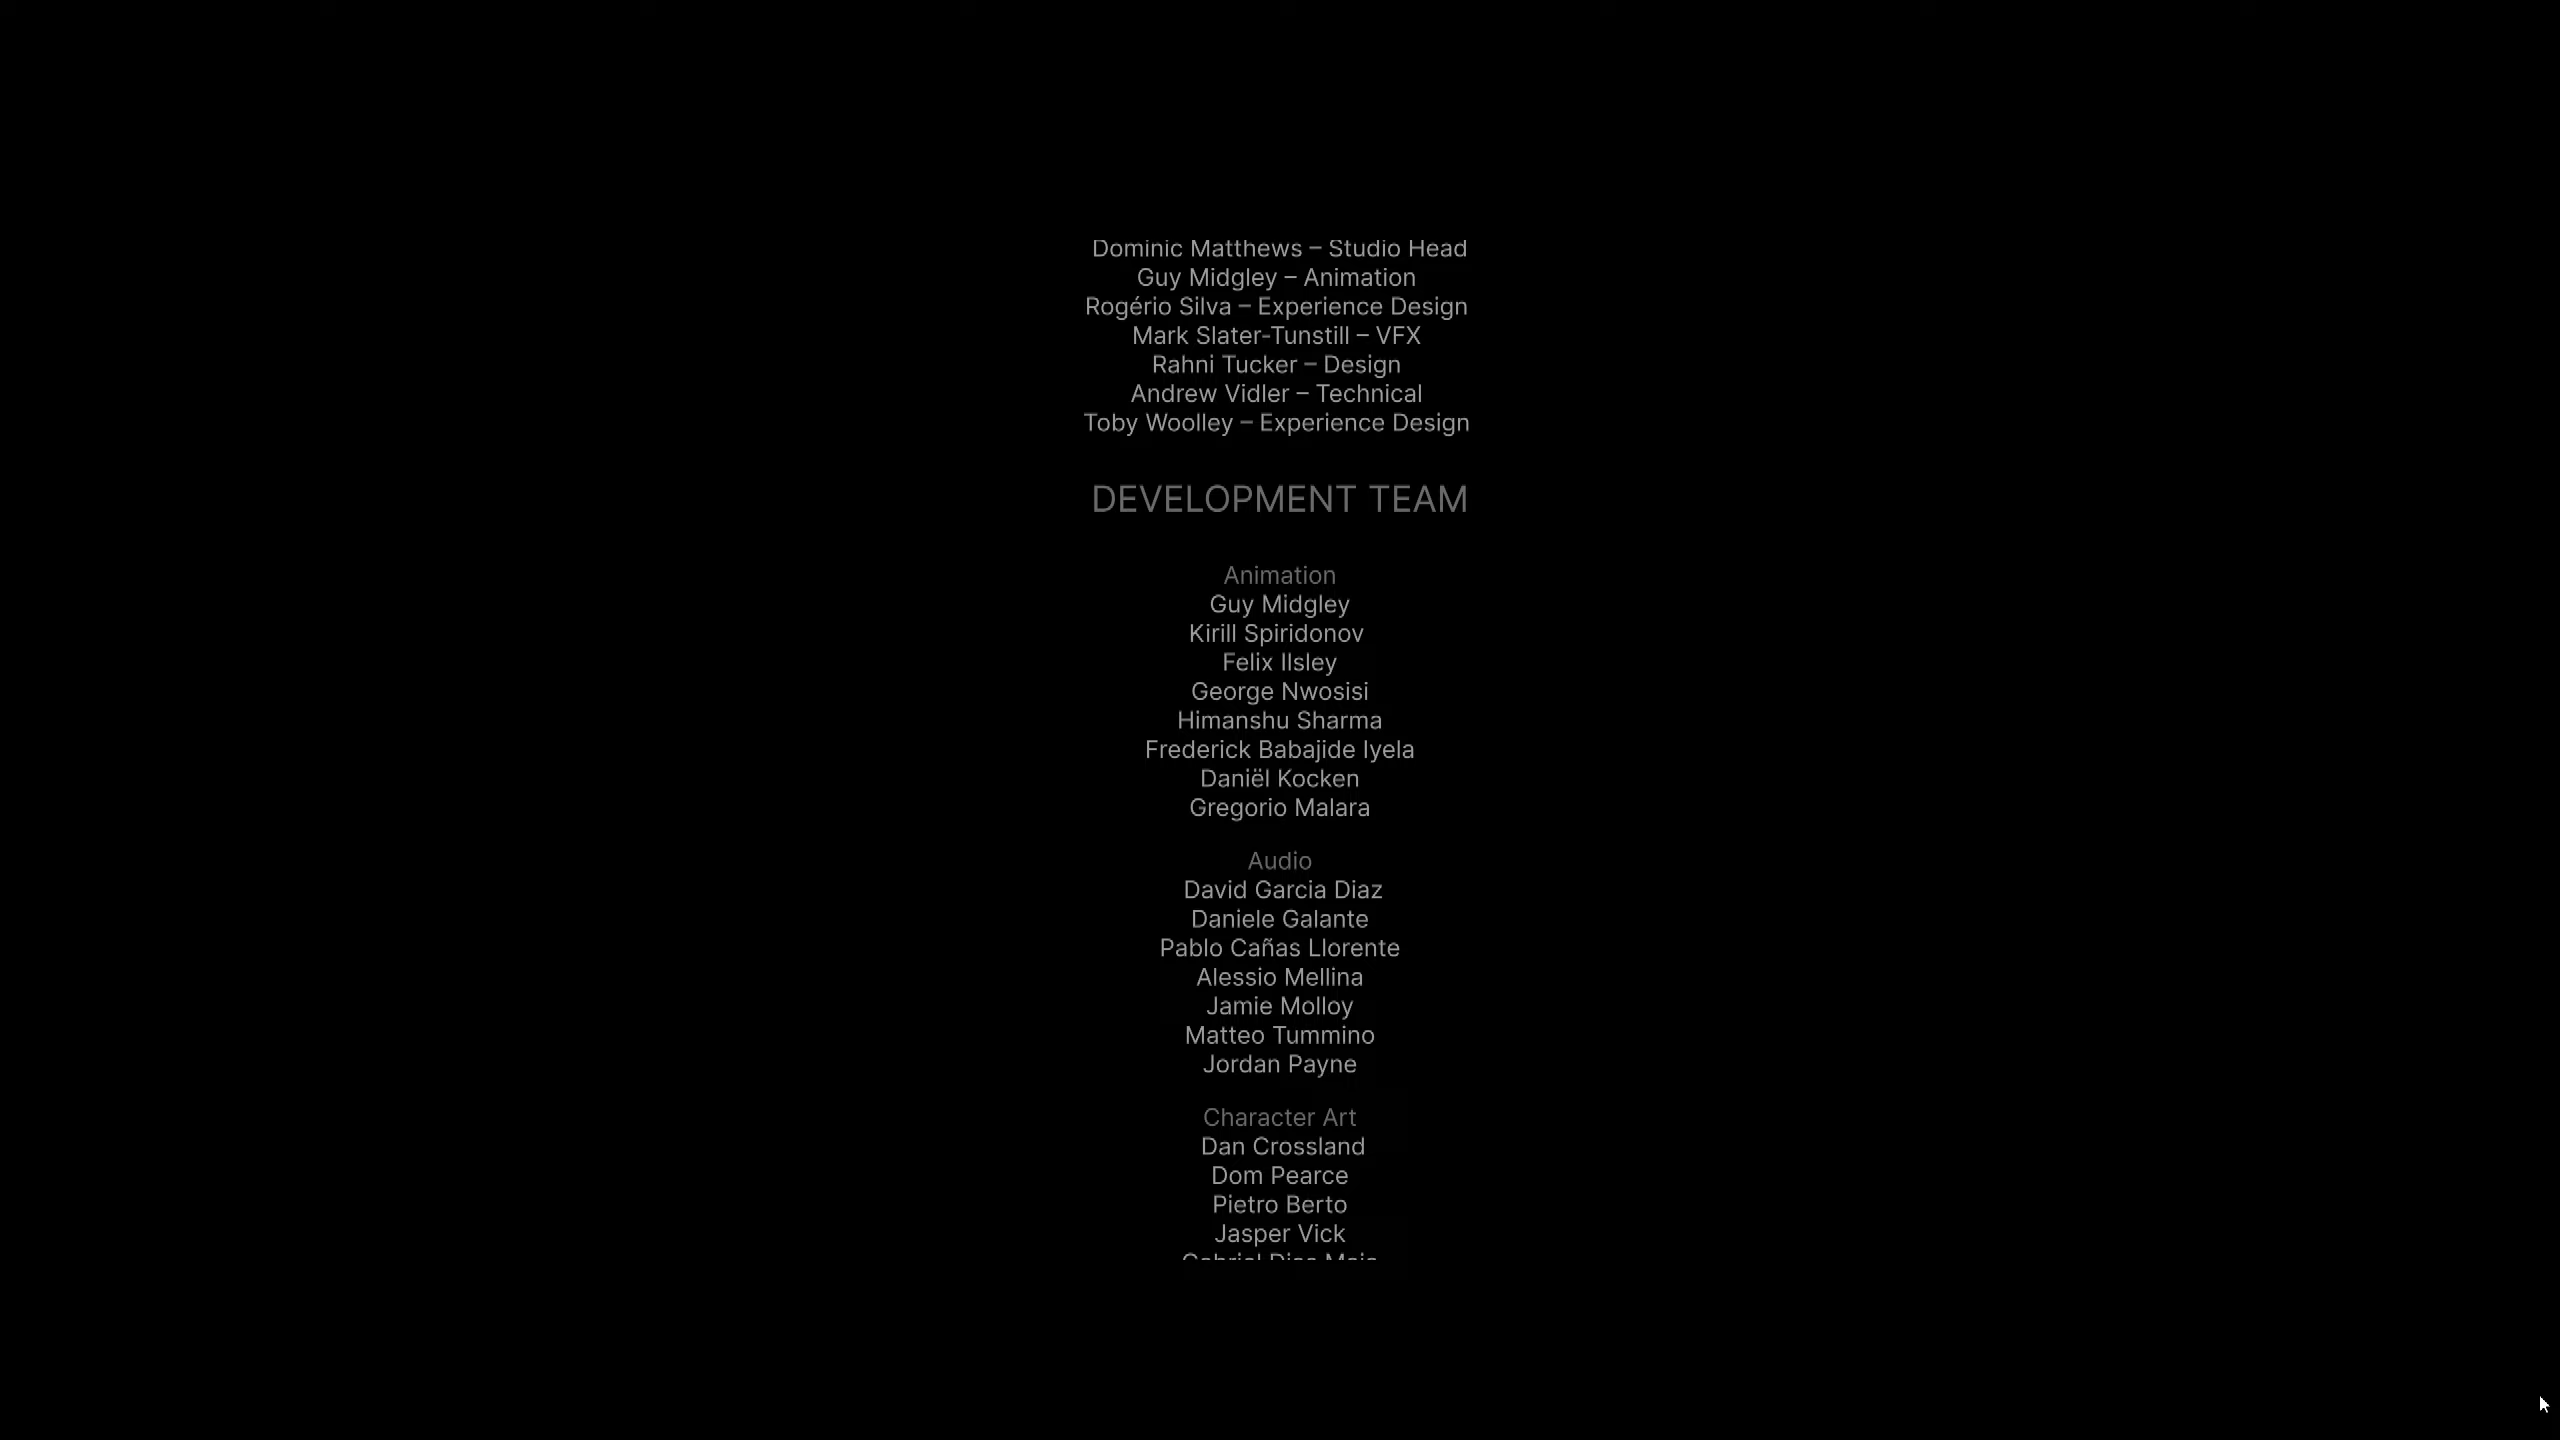 Dominic Matthews – Studio Head
Guy Midgley – Animation
Rogério Silva – Experience Design
Mark Slater-Tunstill – VFX
Rahni Tucker – Design
Andrew Vidler – Technical
Toby Woolley – Experience Design
DEVELOPMENT TEAM
Animation
Guy Midgley
Kirill Spiridonov
Felix Ilsley
George Nwosisi
Himanshu Sharma
Frederick Babajide Iyela
Daniël Kocken
Gregorio Malara
Audio
David Garcia Diaz
Daniele Galante
Pablo Cañas Llorente
Alessio Mellina
Jamie Molloy
Matteo Tummino
Jordan Payne
Character Art
Dan Crossland
Dom Pearce
Pietro Berto
Jasper Vick
Gabriel Dias Maia